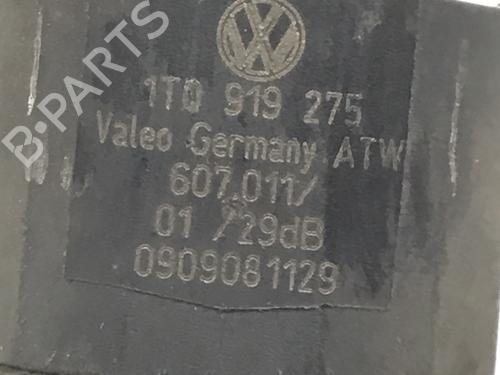 B-PARTS
1T0 919 275
Valeo Germany ATW
607.011/
01 /29dB
0909081129